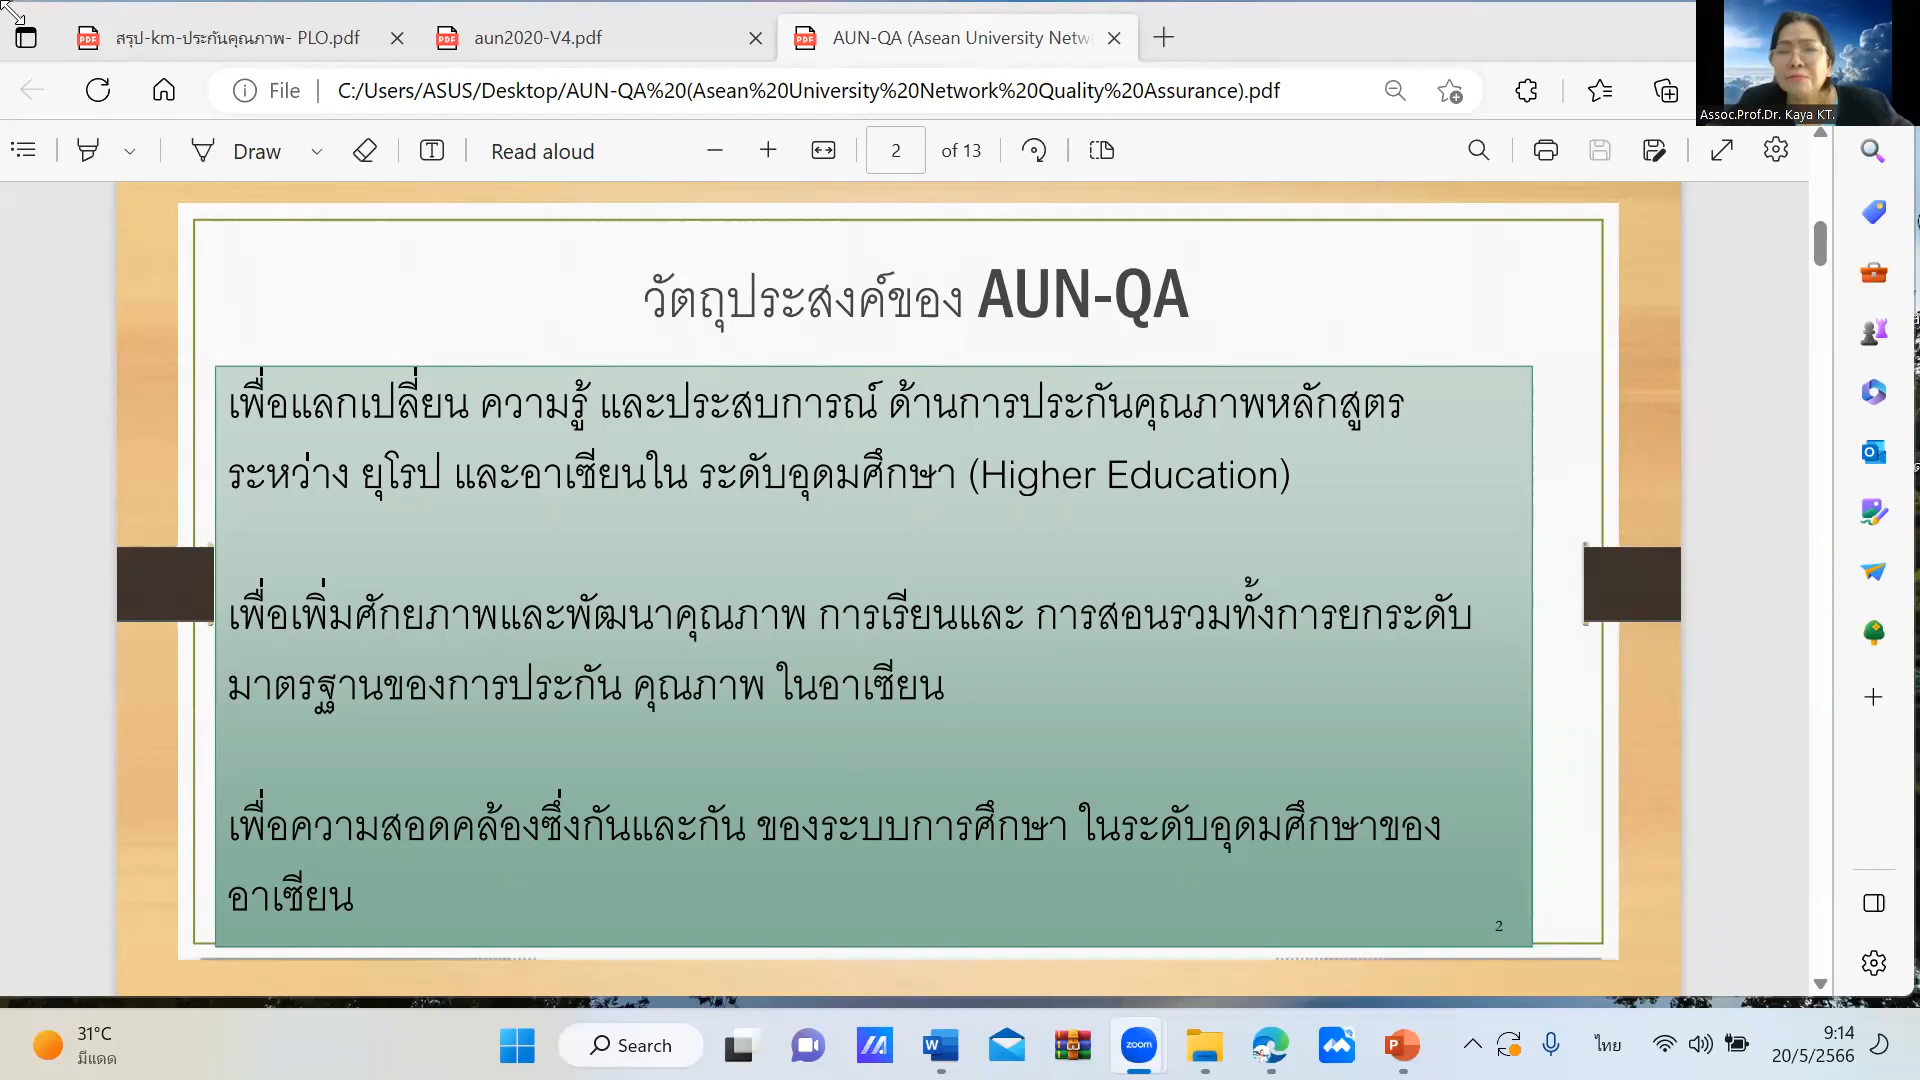 สรุป-km-ประกันคุณภาพ- PLO.pdf
aun2020-V4.pdf
AUN-QA (Asean University Netw
File
C:/Users/ASUS/Desktop/AUN-QA%20(Asean%20University%20Network%20Quality%20Assurance).pdf
Assoc.Prof.Dr. Kaya KT.
Draw
Read aloud
2
of 13
วัตถุประสงค์ของ AUN-QA
เพื่อแลกเปลี่ยน ความรู้ และประสบการณ์ ด้านการประกันคุณภาพหลักสูตร
ระหว่าง ยุโรป และอาเซียนใน ระดับอุดมศึกษา (Higher Education)
เพื่อเพิ่มศักยภาพและพัฒนาคุณภาพ การเรียนและ การสอนรวมทั้งการยกระดับ
มาตรฐานของการประกัน คุณภาพ ในอาเซียน
เพื่อความสอดคล้องซึ่งกันและกัน ของระบบการศึกษา ในระดับอุดมศึกษาของ
อาเซียน
2
31°C
มีแดด
Search
zoom
ไทย
9:14
20/5/2566